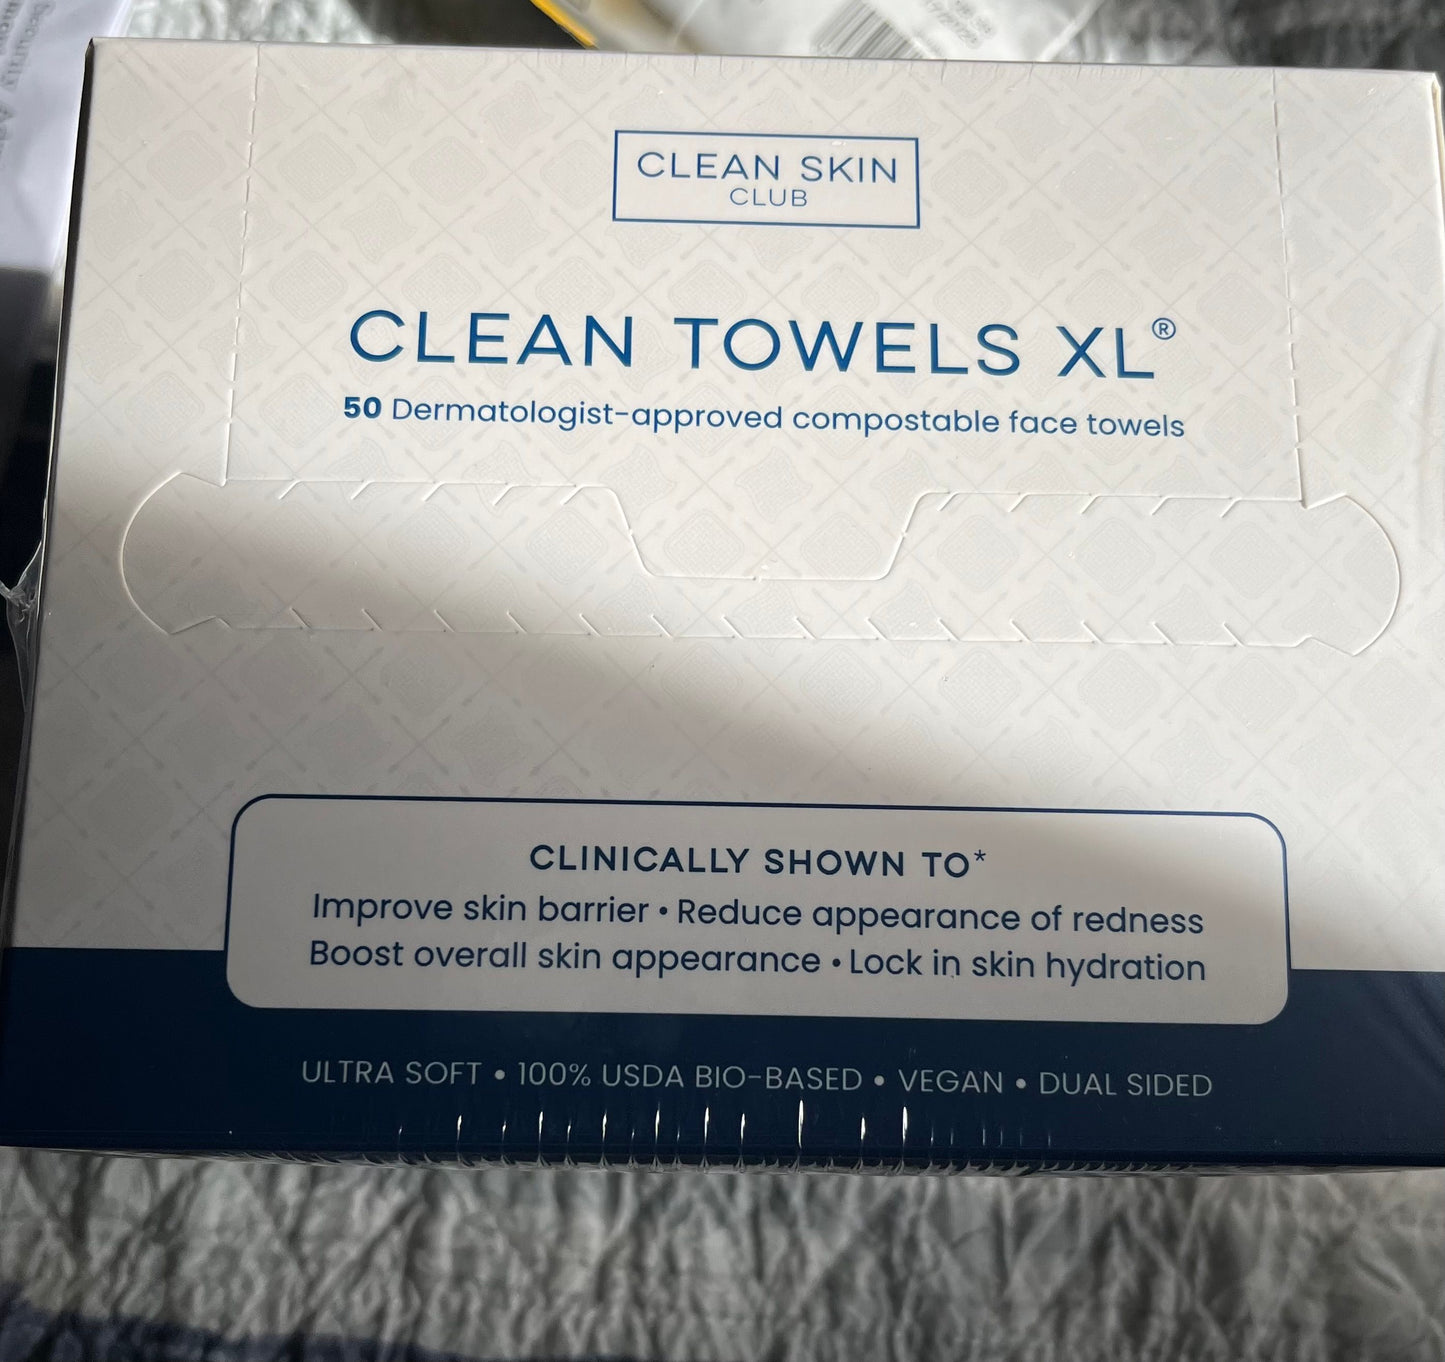 CLEAN SKIN
CLUB
CLEAN TOWELS XL®
50 Dermatologist-approved compostable face towels
CLINICALLY SHOWN TO*
Improve skin barrier • Reduce appearance of redness
Boost overall skin appearance • Lock in skin hydration
ULTRA SOFT • 100% USDA BIO-BASED • VEGAN • DUAL SIDED